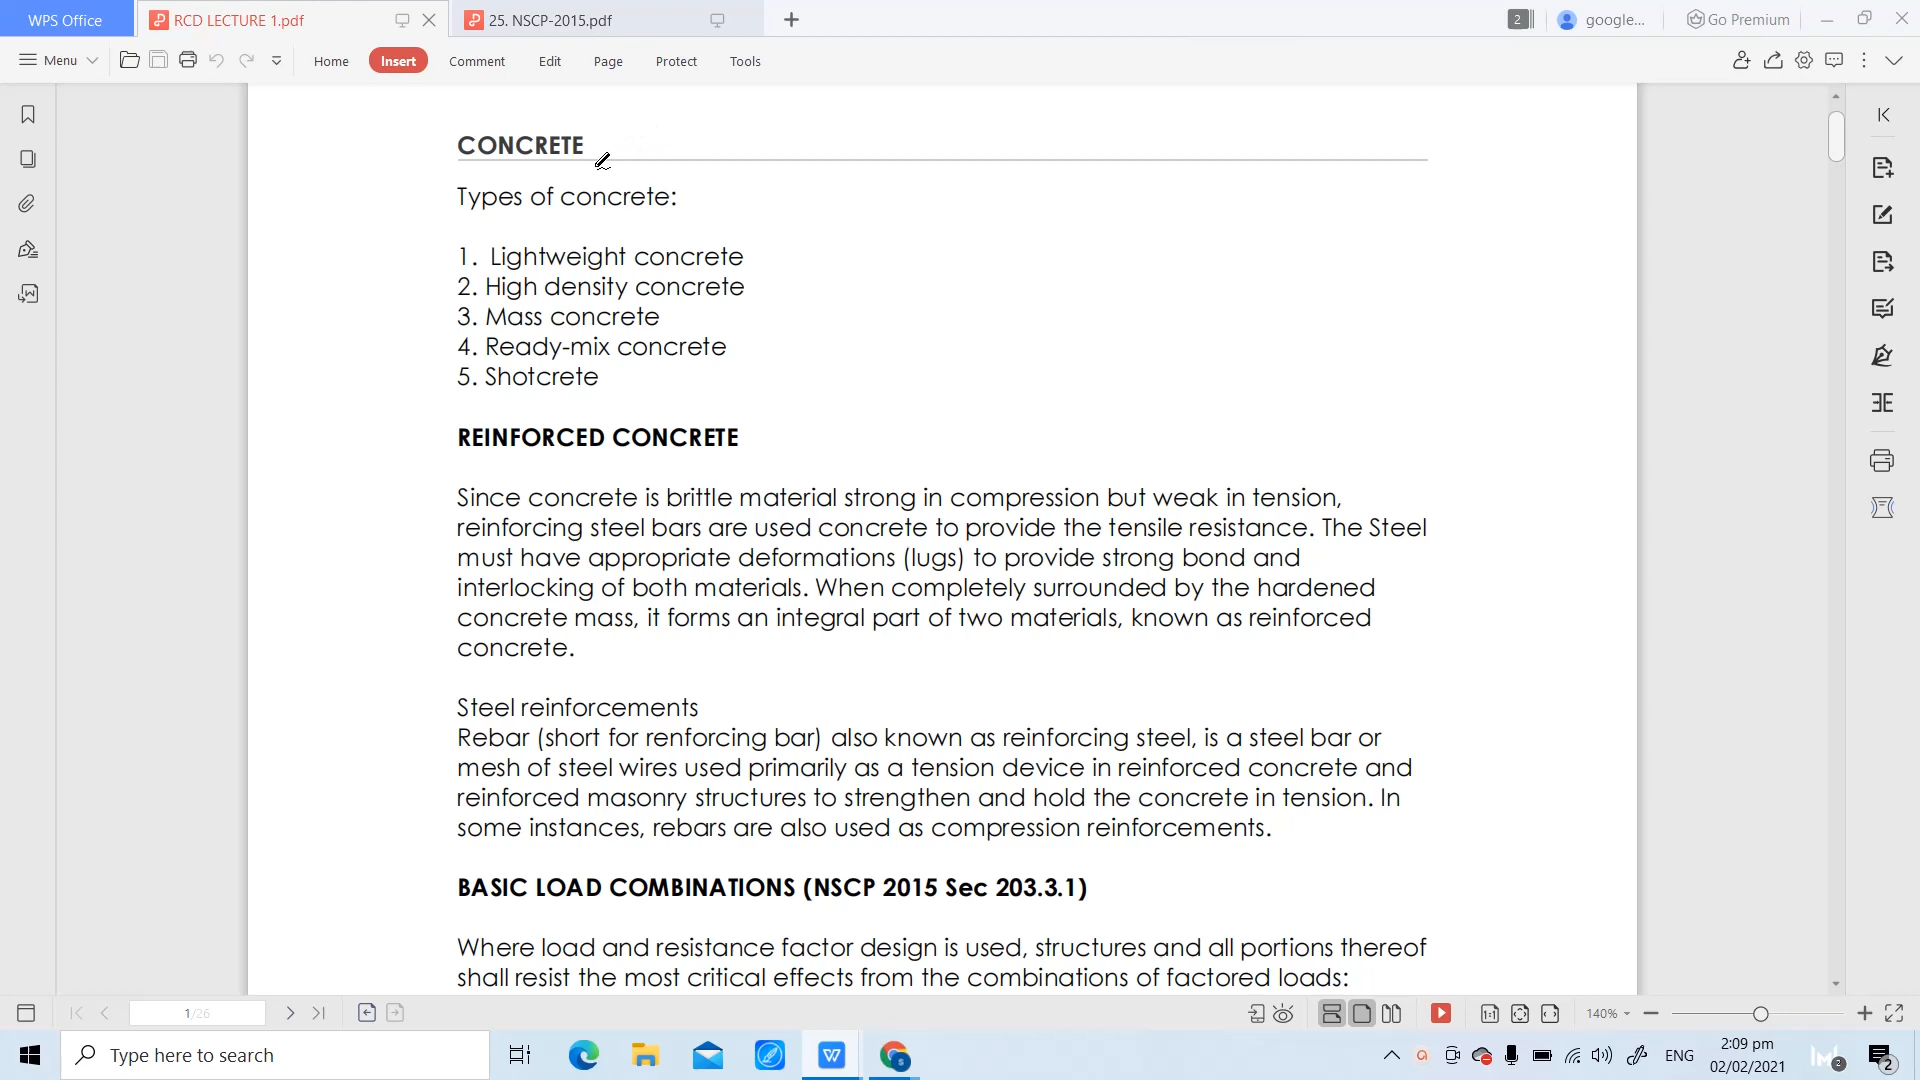 WPS Office
RCD LECTURE 1.pdf
25. NSCP-2015.pdf
2
google...
Go Premium
Menu
Home
Insert
Comment
Edit
Page
Protect
Tools
CONCRETE
Types of concrete:
1. Lightweight concrete
2. High density concrete
3. Mass concrete
4. Ready-mix concrete
5. Shotcrete
REINFORCED CONCRETE
Since concrete is brittle material strong in compression but weak in tension,
reinforcing steel bars are used concrete to provide the tensile resistance. The Steel
must have appropriate deformations (lugs) to provide strong bond and
interlocking of both materials. When completely surrounded by the hardened
concrete mass, it forms an integral part of two materials, known as reinforced
concrete.
Steel reinforcements
Rebar (short for renforcing bar) also known as reinforcing steel, is a steel bar or
mesh of steel wires used primarily as a tension device in reinforced concrete and
reinforced masonry structures to strengthen and hold the concrete in tension. In
some instances, rebars are also used as compression reinforcements.
BASIC LOAD COMBINATIONS (NSCP 2015 Sec 203.3.1)
Where load and resistance factor design is used, structures and all portions thereof
shall resist the most critical effects from the combinations of factored loads:
1/26
140%
Type here to search
ENG
2:09 pm
02/02/2021
2
2